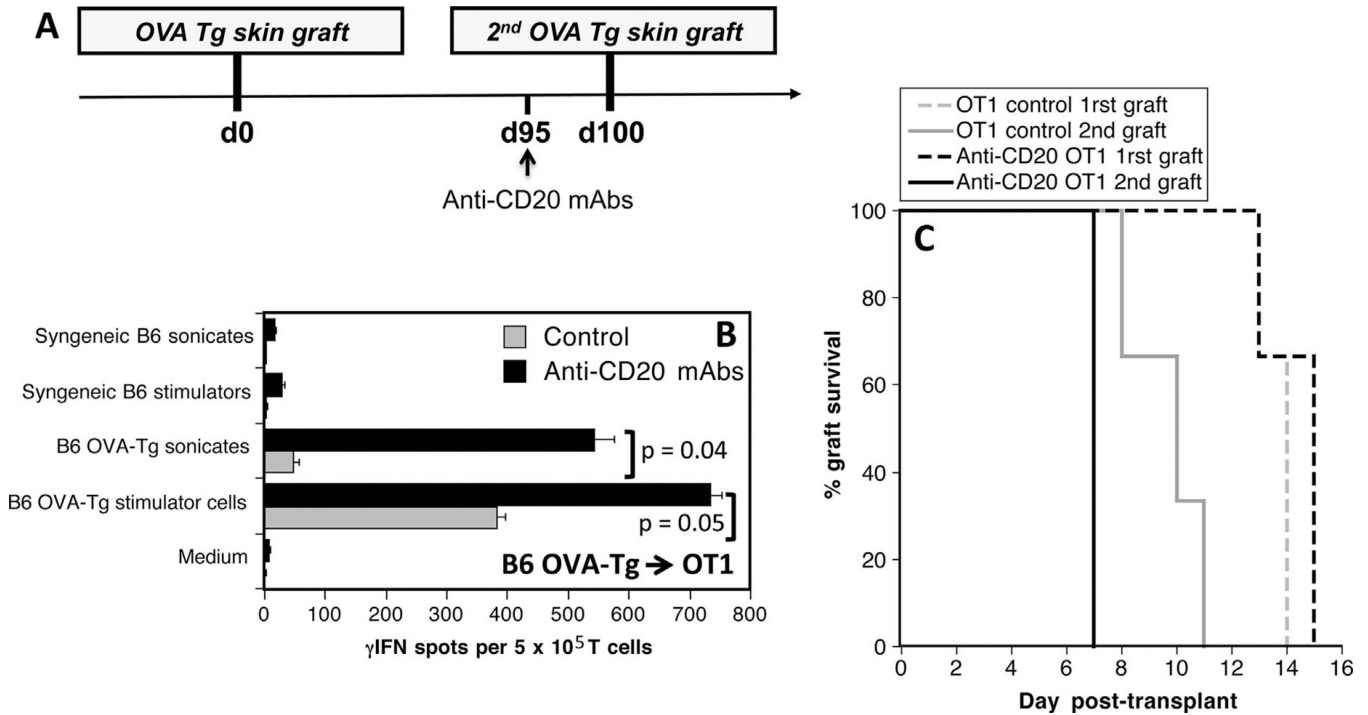 A
OVA Tg skin graft
2nd OVA Tg skin graft
d0
d95
d100
Anti-CD20 mAbs
B
Control
Anti-CD20 mAbs
Syngeneic B6 sonicates
Syngeneic B6 stimulators
B6 OVA-Tg sonicates
p = 0.04
B6 OVA-Tg stimulator cells
p = 0.05
Medium
B6 OVA-Tg → OT1
0 100 200 300 400 500 600 700 800
γIFN spots per 5 x 10⁵ T cells
OT1 control 1rst graft
OT1 control 2nd graft
Anti-CD20 OT1 1rst graft
Anti-CD20 OT1 2nd graft
C
% graft survival
100
80
60
40
20
0
0 2 4 6 8 10 12 14 16
Day post-transplant